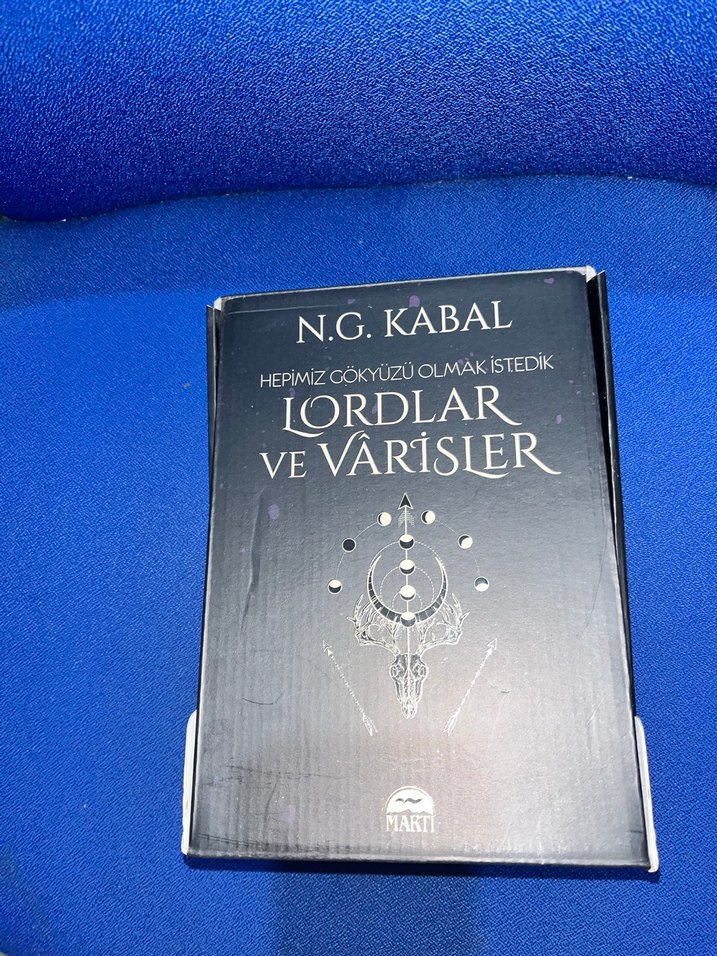 N.G. KABAL
HEPİMİZ GÖKYÜZÜ OLMAK İSTEDİK
LORDLAR
VE VÂRİSLER
MARTI